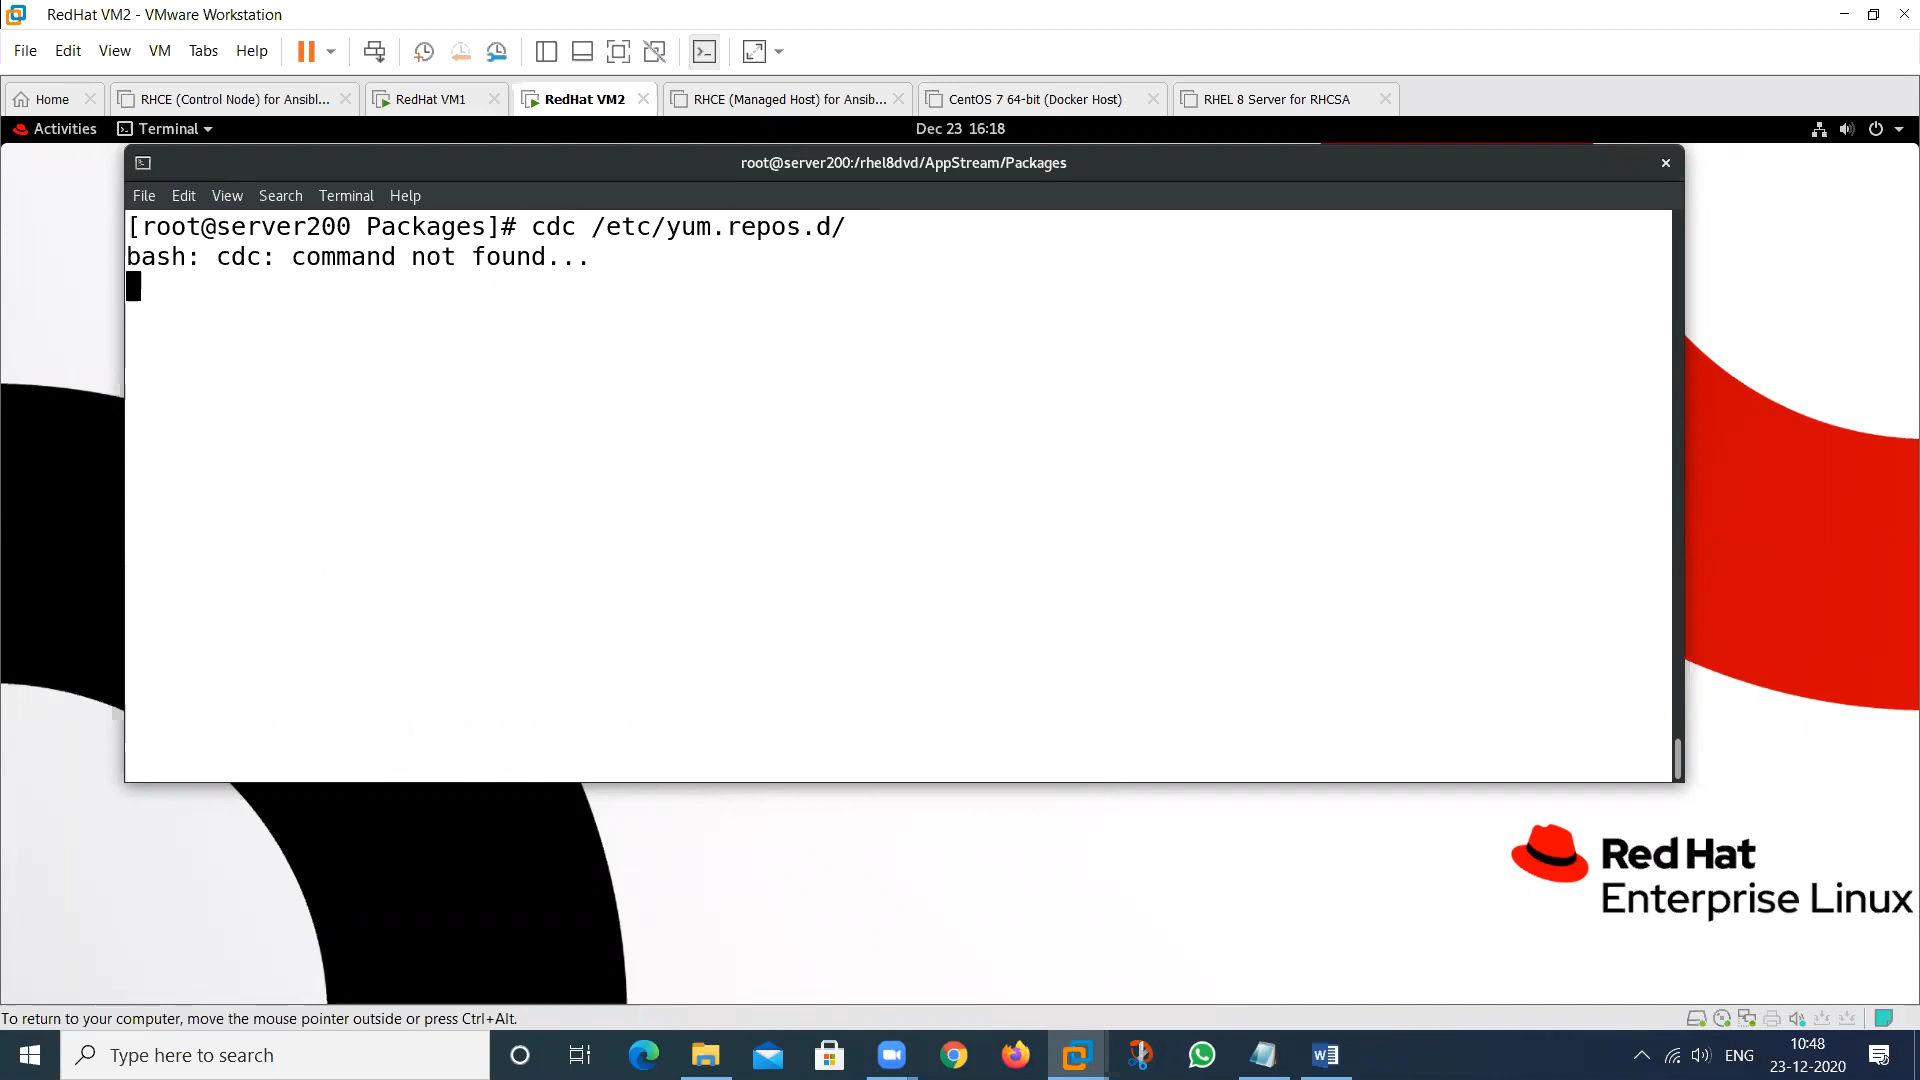 RedHat VM2 - VMware Workstation
File Edit View VM Tabs Help
Home RHCE (Control Node) for Ansibl... RedHat VM1 RedHat VM2 RHCE (Managed Host) for Ansib... CentOS 7 64-bit (Docker Host) RHEL 8 Server for RHCSA
Activities Terminal Dec 23 16:18
root@server200:/rhel8dvd/AppStream/Packages
File Edit View Search Terminal Help
[root@server200 Packages]# cdc /etc/yum.repos.d/
bash: cdc: command not found...
Red Hat
Enterprise Linux
To return to your computer, move the mouse pointer outside or press Ctrl+Alt.
Type here to search
ENG
10:48
23-12-2020